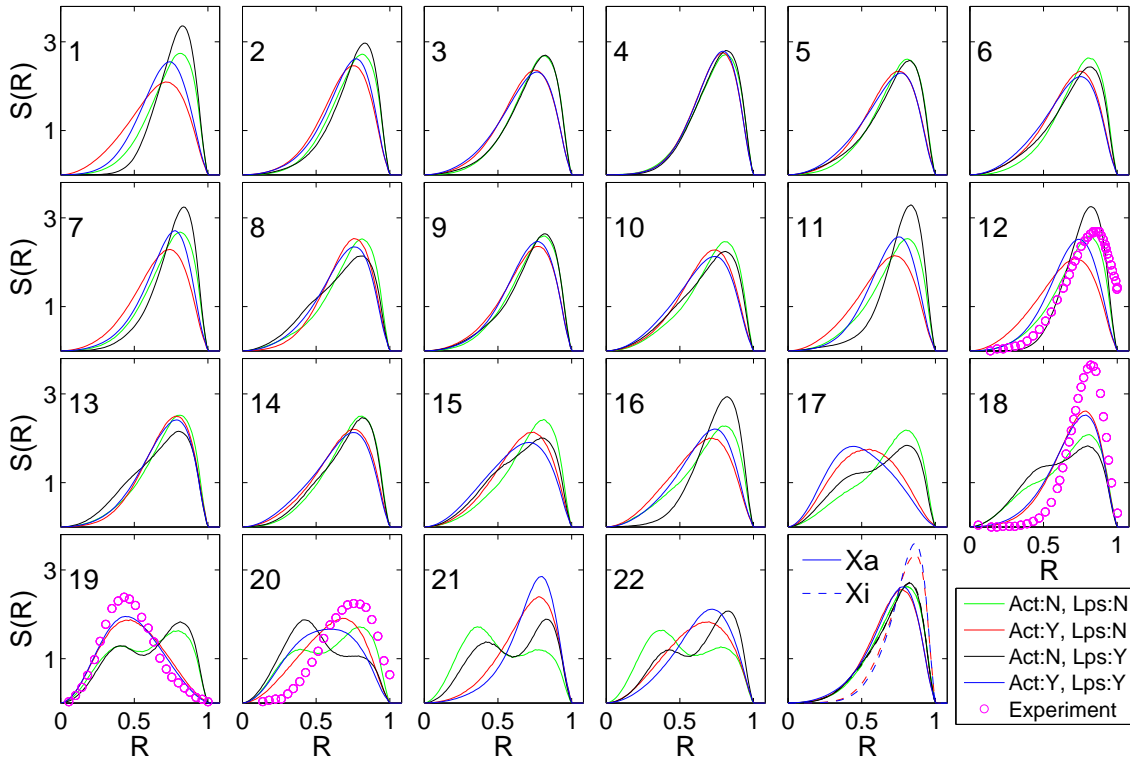 S(R)
3
1
1
2
3
4
5
6
S(R)
3
1
7
8
9
10
11
12
S(R)
3
1
13
14
15
16
17
18
0 0.5 1
R
S(R)
3
1
19
20
21
22
Xa
Xi
0 0.5 1
R
0 0.5 1
R
0 0.5 1
R
0 0.5 1
R
0 0.5 1
R
Act:N, Lps:N
Act:Y, Lps:N
Act:N, Lps:Y
Act:Y, Lps:Y
Experiment